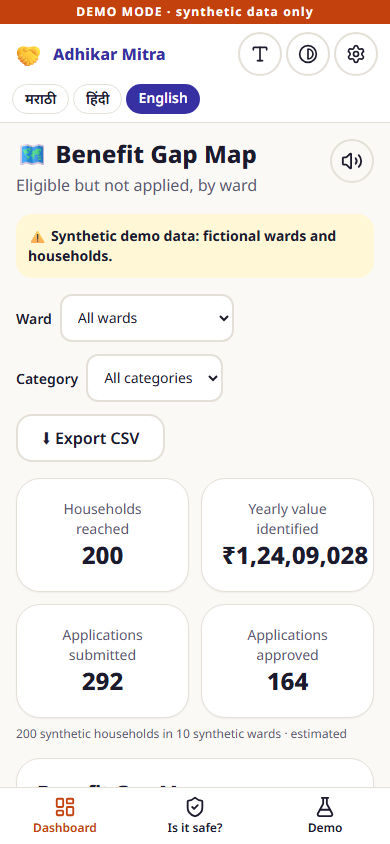 DEMO MODE · synthetic data only
Adhikar Mitra
मराठी
हिंदी
English
Benefit Gap Map
Eligible but not applied, by ward
Synthetic demo data: fictional wards and
households.
Ward
All wards
Category
All categories
⬇ Export CSV
Households
reached
200
Yearly value
identified
₹1,24,09,028
Applications
submitted
292
Applications
approved
164
200 synthetic households in 10 synthetic wards · estimated
Dashboard
Is it safe?
Demo